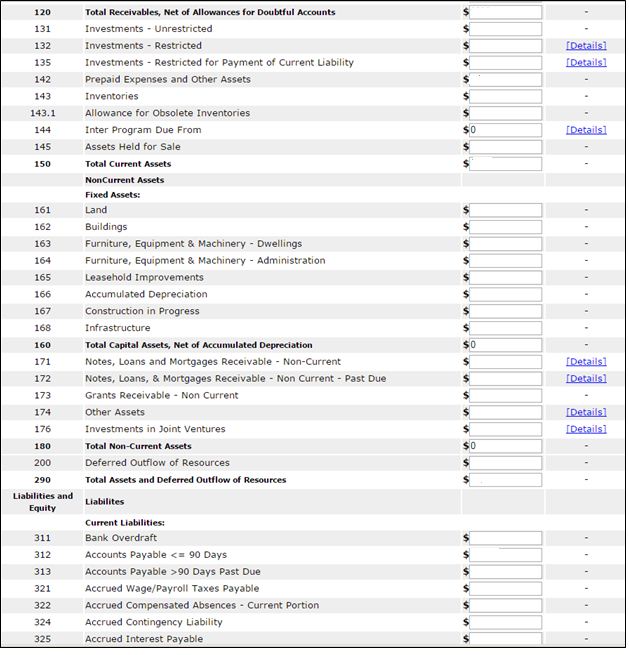 120 Total Receivables, Net of Allowances for Doubtful Accounts $ -
131 Investments - Unrestricted $ -
132 Investments - Restricted $ [Details]
135 Investments - Restricted for Payment of Current Liability $ [Details]
142 Prepaid Expenses and Other Assets $ -
143 Inventories $ -
143.1 Allowance for Obsolete Inventories $ -
144 Inter Program Due From $0 [Details]
145 Assets Held for Sale $ -
150 Total Current Assets $ -
NonCurrent Assets
Fixed Assets:
161 Land $ -
162 Buildings $ -
163 Furniture, Equipment & Machinery - Dwellings $ -
164 Furniture, Equipment & Machinery - Administration $ -
165 Leasehold Improvements $ -
166 Accumulated Depreciation $ -
167 Construction in Progress $ -
168 Infrastructure $ -
160 Total Capital Assets, Net of Accumulated Depreciation $0 -
171 Notes, Loans and Mortgages Receivable - Non-Current $ [Details]
172 Notes, Loans, & Mortgages Receivable - Non Current - Past Due $ [Details]
173 Grants Receivable - Non Current $ -
174 Other Assets $ [Details]
176 Investments in Joint Ventures $ [Details]
180 Total Non-Current Assets $0 -
200 Deferred Outflow of Resources $ -
290 Total Assets and Deferred Outflow of Resources $ -
Liabilities and
Equity Liabilites
Current Liabilities:
311 Bank Overdraft $ -
312 Accounts Payable <= 90 Days $ -
313 Accounts Payable >90 Days Past Due $ -
321 Accrued Wage/Payroll Taxes Payable $ -
322 Accrued Compensated Absences - Current Portion $ -
324 Accrued Contingency Liability $ -
325 Accrued Interest Payable $ -